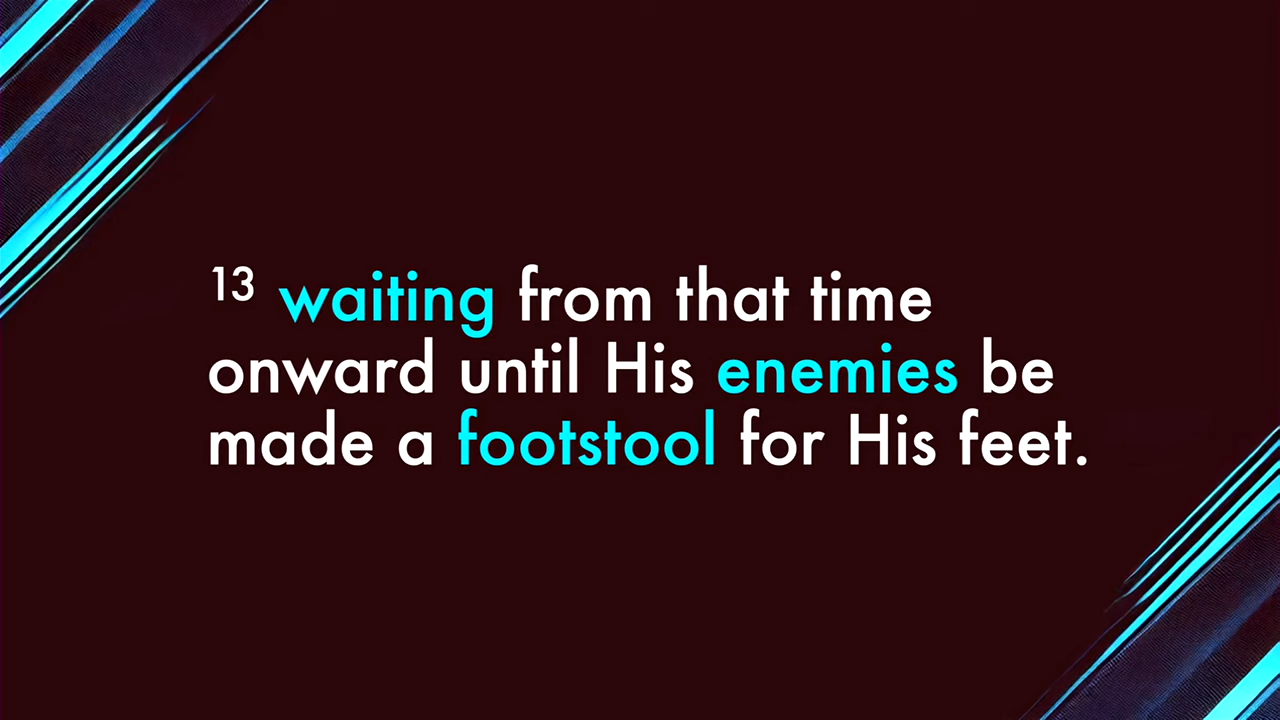 13 waiting from that time
onward until His enemies be
made a footstool for His feet.